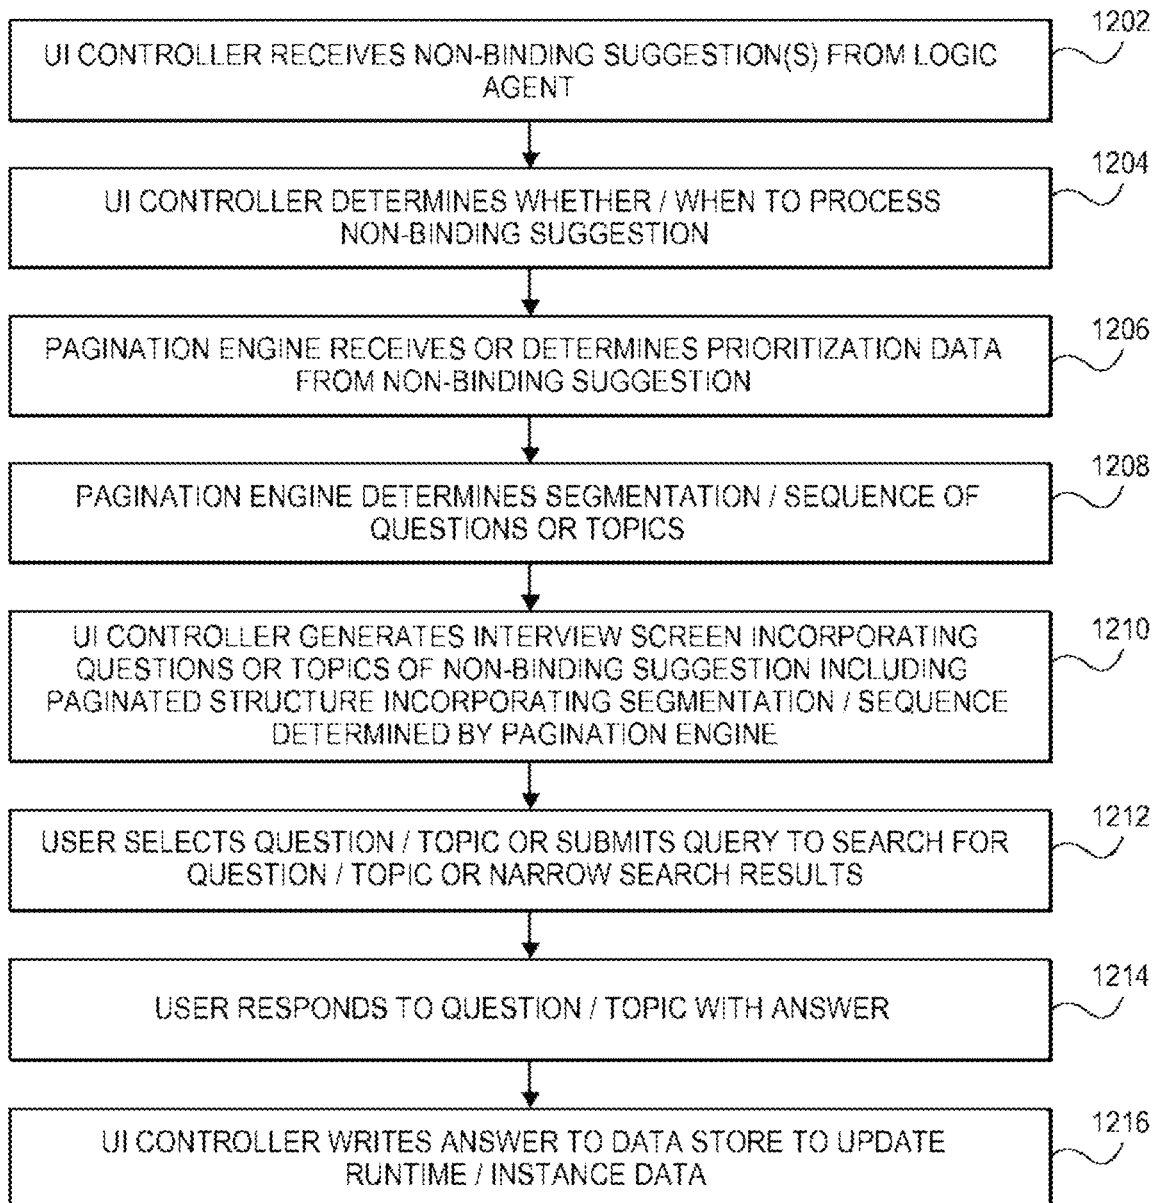 1202
UI CONTROLLER RECEIVES NON-BINDING SUGGESTION(S) FROM LOGIC
AGENT
1204
UI CONTROLLER DETERMINES WHETHER / WHEN TO PROCESS
NON-BINDING SUGGESTION
1206
PAGINATION ENGINE RECEIVES OR DETERMINES PRIORITIZATION DATA
FROM NON-BINDING SUGGESTION
1208
PAGINATION ENGINE DETERMINES SEGMENTATION / SEQUENCE OF
QUESTIONS OR TOPICS
1210
UI CONTROLLER GENERATES INTERVIEW SCREEN INCORPORATING
QUESTIONS OR TOPICS OF NON-BINDING SUGGESTION INCLUDING
PAGINATED STRUCTURE INCORPORATING SEGMENTATION / SEQUENCE
DETERMINED BY PAGINATION ENGINE
1212
USER SELECTS QUESTION / TOPIC OR SUBMITS QUERY TO SEARCH FOR
QUESTION / TOPIC OR NARROW SEARCH RESULTS
1214
USER RESPONDS TO QUESTION / TOPIC WITH ANSWER
1216
UI CONTROLLER WRITES ANSWER TO DATA STORE TO UPDATE
RUNTIME / INSTANCE DATA